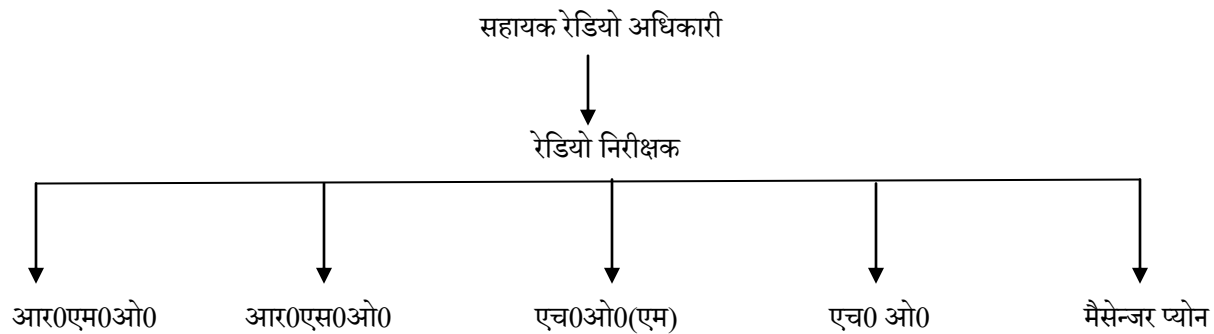 सहायक रेडियो अधिकारी
रेडियो निरीक्षक
आर0एम0ओ0 आर0एस0ओ0 एच0ओ0(एम) एच0 ओ0 मैसेन्जर प्योन